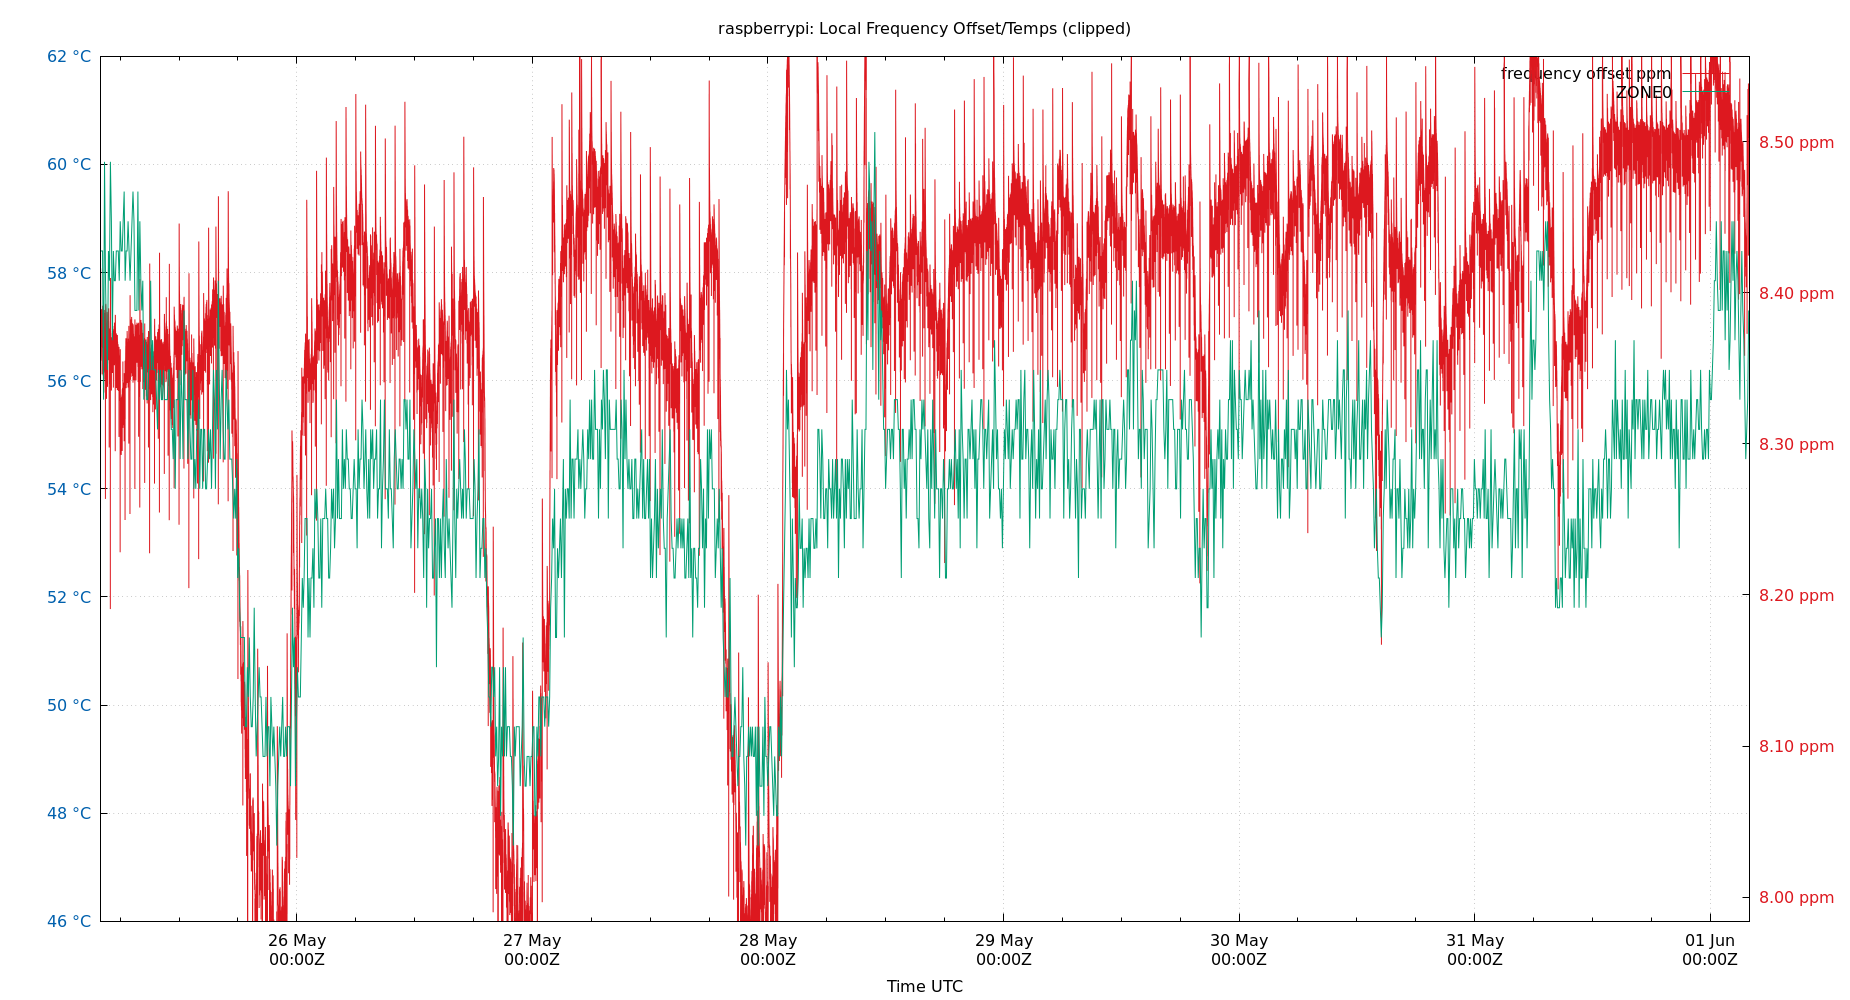 raspberrypi: Local Frequency Offset/Temps (clipped)
62 °C
60 °C
58 °C
56 °C
54 °C
52 °C
50 °C
48 °C
46 °C
frequency offset ppm
ZONE0
8.50 ppm
8.40 ppm
8.30 ppm
8.20 ppm
8.10 ppm
8.00 ppm
26 May
00:00Z
27 May
00:00Z
28 May
00:00Z
29 May
00:00Z
30 May
00:00Z
31 May
00:00Z
01 Jun
00:00Z
Time UTC